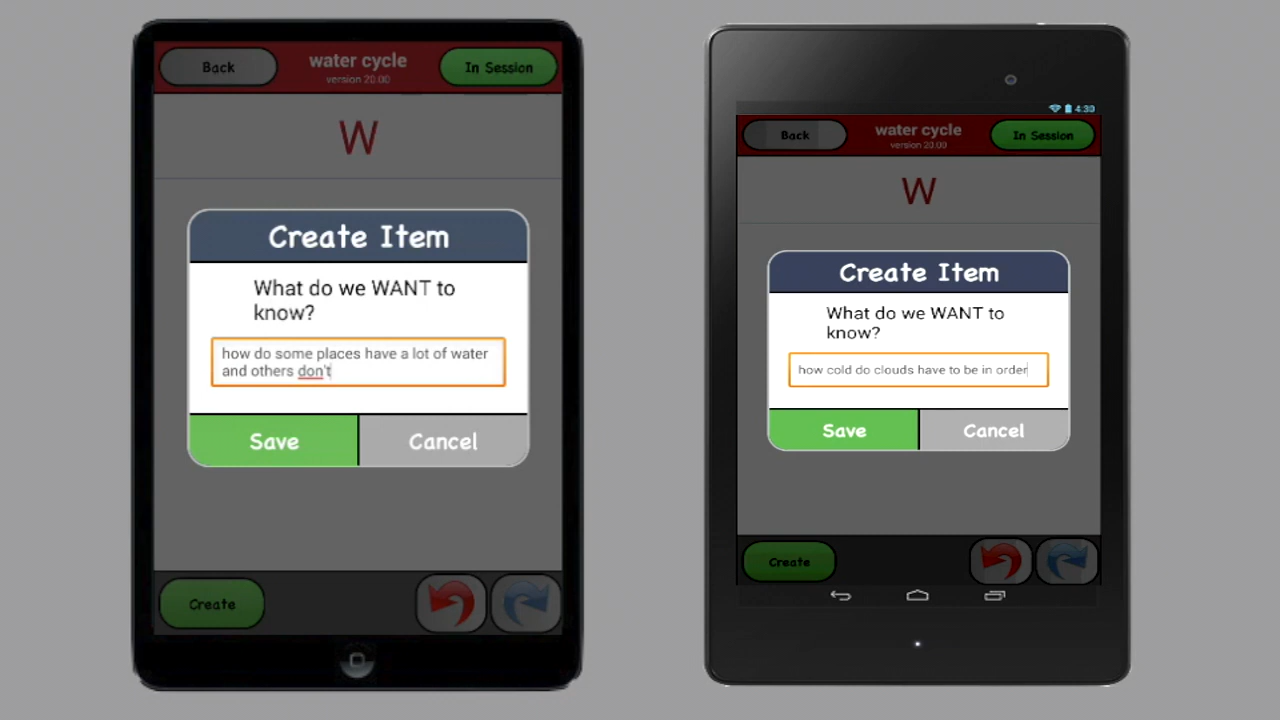 Back
water cycle
version 20.00
In Session
W
Create Item
What do we WANT to
know?
how do some places have a lot of water
and others don't
Save
Cancel
Create
4:30
Back
water cycle
version 20.00
In Session
W
Create Item
What do we WANT to
know?
how cold do clouds have to be in order
Save
Cancel
Create